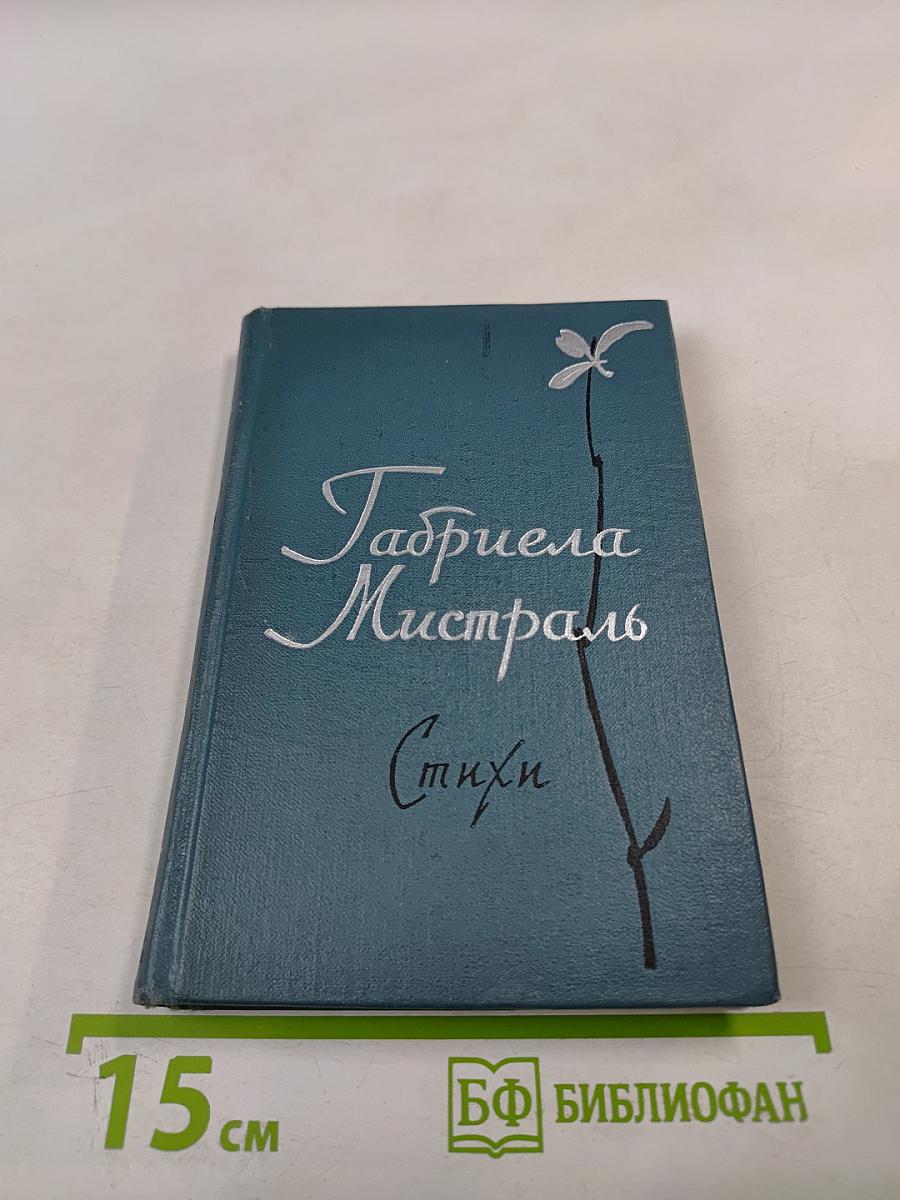 Габриела
Мистраль
Стихи
15 см
БФ БИБЛИОФАН